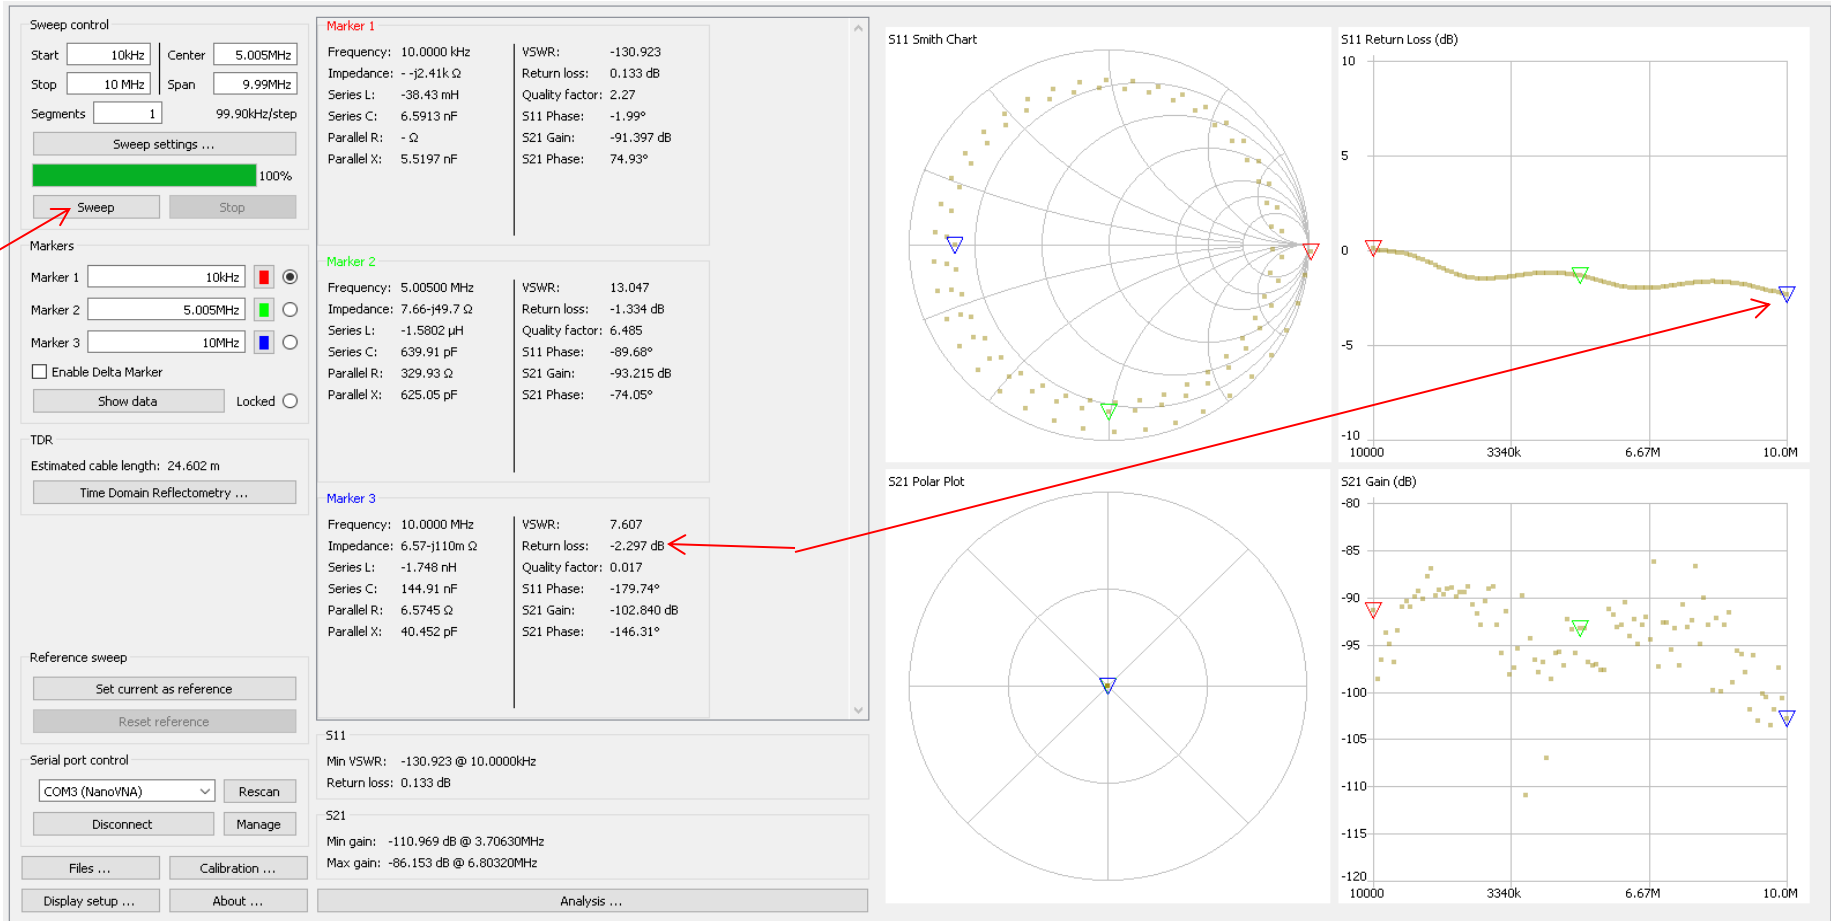 Sweep control
Start 10kHz Center 5.005MHz
Stop 10 MHz Span 9.99MHz
Segments 1 99.90kHz/step
Sweep settings ...
100%
Sweep Stop
Markers
Marker 1 10kHz
Marker 2 5.005MHz
Marker 3 10MHz
Enable Delta Marker
Show data Locked
TDR
Estimated cable length: 24.602 m
Time Domain Reflectometry ...
Reference sweep
Set current as reference
Reset reference
Serial port control
COM3 (NanoVNA) Rescan
Disconnect Manage
Files ... Calibration ...
Display setup ... About ...
Marker 1
Frequency: 10.0000 kHz VSWR: -130.923
Impedance: - -j2.41k Ω Return loss: 0.133 dB
Series L: -38.43 mH Quality factor: 2.27
Series C: 6.5913 nF S11 Phase: -1.99°
Parallel R: - Ω S21 Gain: -91.397 dB
Parallel X: 5.5197 nF S21 Phase: 74.93°
Marker 2
Frequency: 5.00500 MHz VSWR: 13.047
Impedance: 7.66-j49.7 Ω Return loss: -1.334 dB
Series L: -1.5802 µH Quality factor: 6.485
Series C: 639.91 pF S11 Phase: -89.68°
Parallel R: 329.93 Ω S21 Gain: -93.215 dB
Parallel X: 625.05 pF S21 Phase: -74.05°
Marker 3
Frequency: 10.0000 MHz VSWR: 7.607
Impedance: 6.57-j110m Ω Return loss: -2.297 dB
Series L: -1.748 nH Quality factor: 0.017
Series C: 144.91 nF S11 Phase: -179.74°
Parallel R: 6.5745 Ω S21 Gain: -102.840 dB
Parallel X: 40.452 pF S21 Phase: -146.31°
S11
Min VSWR: -130.923 @ 10.0000kHz
Return loss: 0.133 dB
S21
Min gain: -110.969 dB @ 3.70630MHz
Max gain: -86.153 dB @ 6.80320MHz
Analysis ...
S11 Smith Chart
S11 Return Loss (dB)
10
5
0
-5
-10
10000 3340k 6.67M 10.0M
S21 Polar Plot
S21 Gain (dB)
-80
-85
-90
-95
-100
-105
-110
-115
-120
10000 3340k 6.67M 10.0M